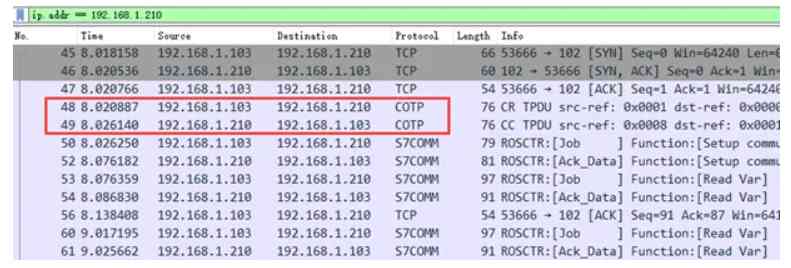 ip.addr == 192.168.1.210
No. Time Source Destination Protocol Length Info
45 8.018158 192.168.1.103 192.168.1.210 TCP 66 53666 → 102 [SYN] Seq=0 Win=64240 Len=
46 8.020536 192.168.1.210 192.168.1.103 TCP 60 102 → 53666 [SYN, ACK] Seq=0 Ack=1 Win=
47 8.020766 192.168.1.103 192.168.1.210 TCP 54 53666 → 102 [ACK] Seq=1 Ack=1 Win=64240
48 8.020887 192.168.1.103 192.168.1.210 COTP 76 CR TPDU src-ref: 0x0001 dst-ref: 0x0000
49 8.026140 192.168.1.210 192.168.1.103 COTP 76 CC TPDU src-ref: 0x0008 dst-ref: 0x0001
50 8.026250 192.168.1.103 192.168.1.210 S7COMM 79 ROSCTR:[Job ] Function:[Setup commu
52 8.076182 192.168.1.210 192.168.1.103 S7COMM 81 ROSCTR:[Ack_Data] Function:[Setup commu
53 8.076359 192.168.1.103 192.168.1.210 S7COMM 97 ROSCTR:[Job ] Function:[Read Var]
54 8.086830 192.168.1.210 192.168.1.103 S7COMM 91 ROSCTR:[Ack_Data] Function:[Read Var]
56 8.138408 192.168.1.103 192.168.1.210 TCP 54 53666 → 102 [ACK] Seq=91 Ack=87 Win=641
60 9.017195 192.168.1.103 192.168.1.210 S7COMM 97 ROSCTR:[Job ] Function:[Read Var]
61 9.025662 192.168.1.210 192.168.1.103 S7COMM 91 ROSCTR:[Ack_Data] Function:[Read Var]